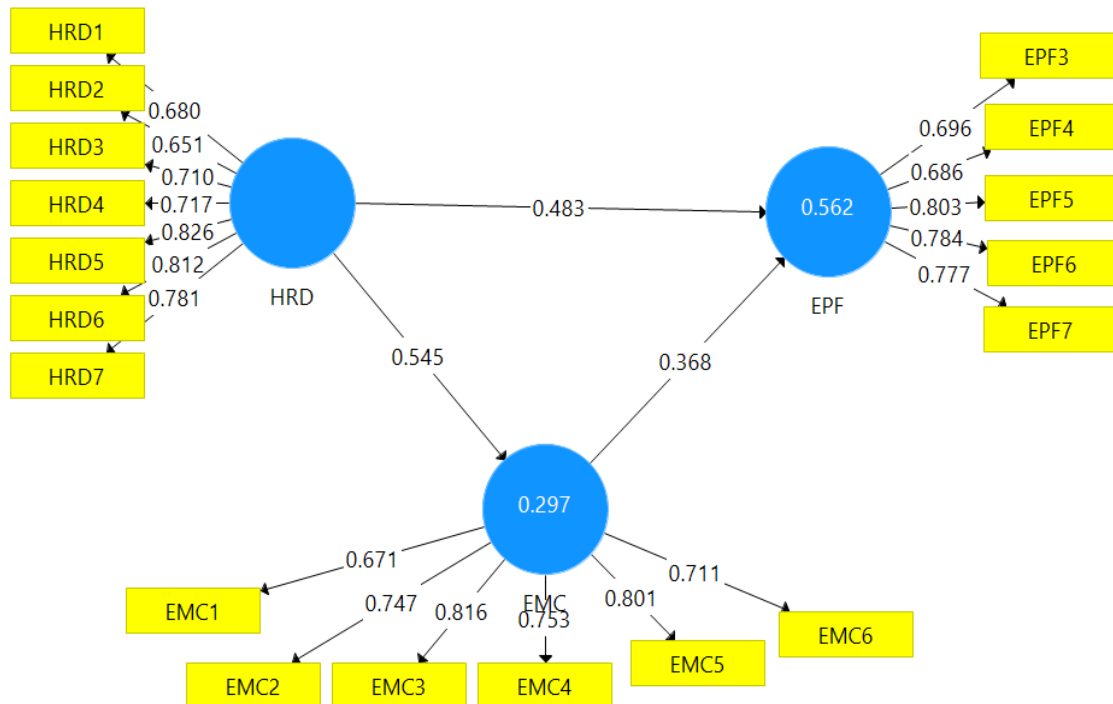 HRD1
HRD2
HRD3
HRD4
HRD5
HRD6
HRD7
0.680
0.651
0.710
0.717
0.826
0.812
0.781
HRD
0.483
0.545
0.368
0.562
EPF
0.696
0.686
0.803
0.784
0.777
EPF3
EPF4
EPF5
EPF6
EPF7
0.297
EMC
0.671
0.747
0.816
0.753
0.801
0.711
EMC1
EMC2
EMC3
EMC4
EMC5
EMC6